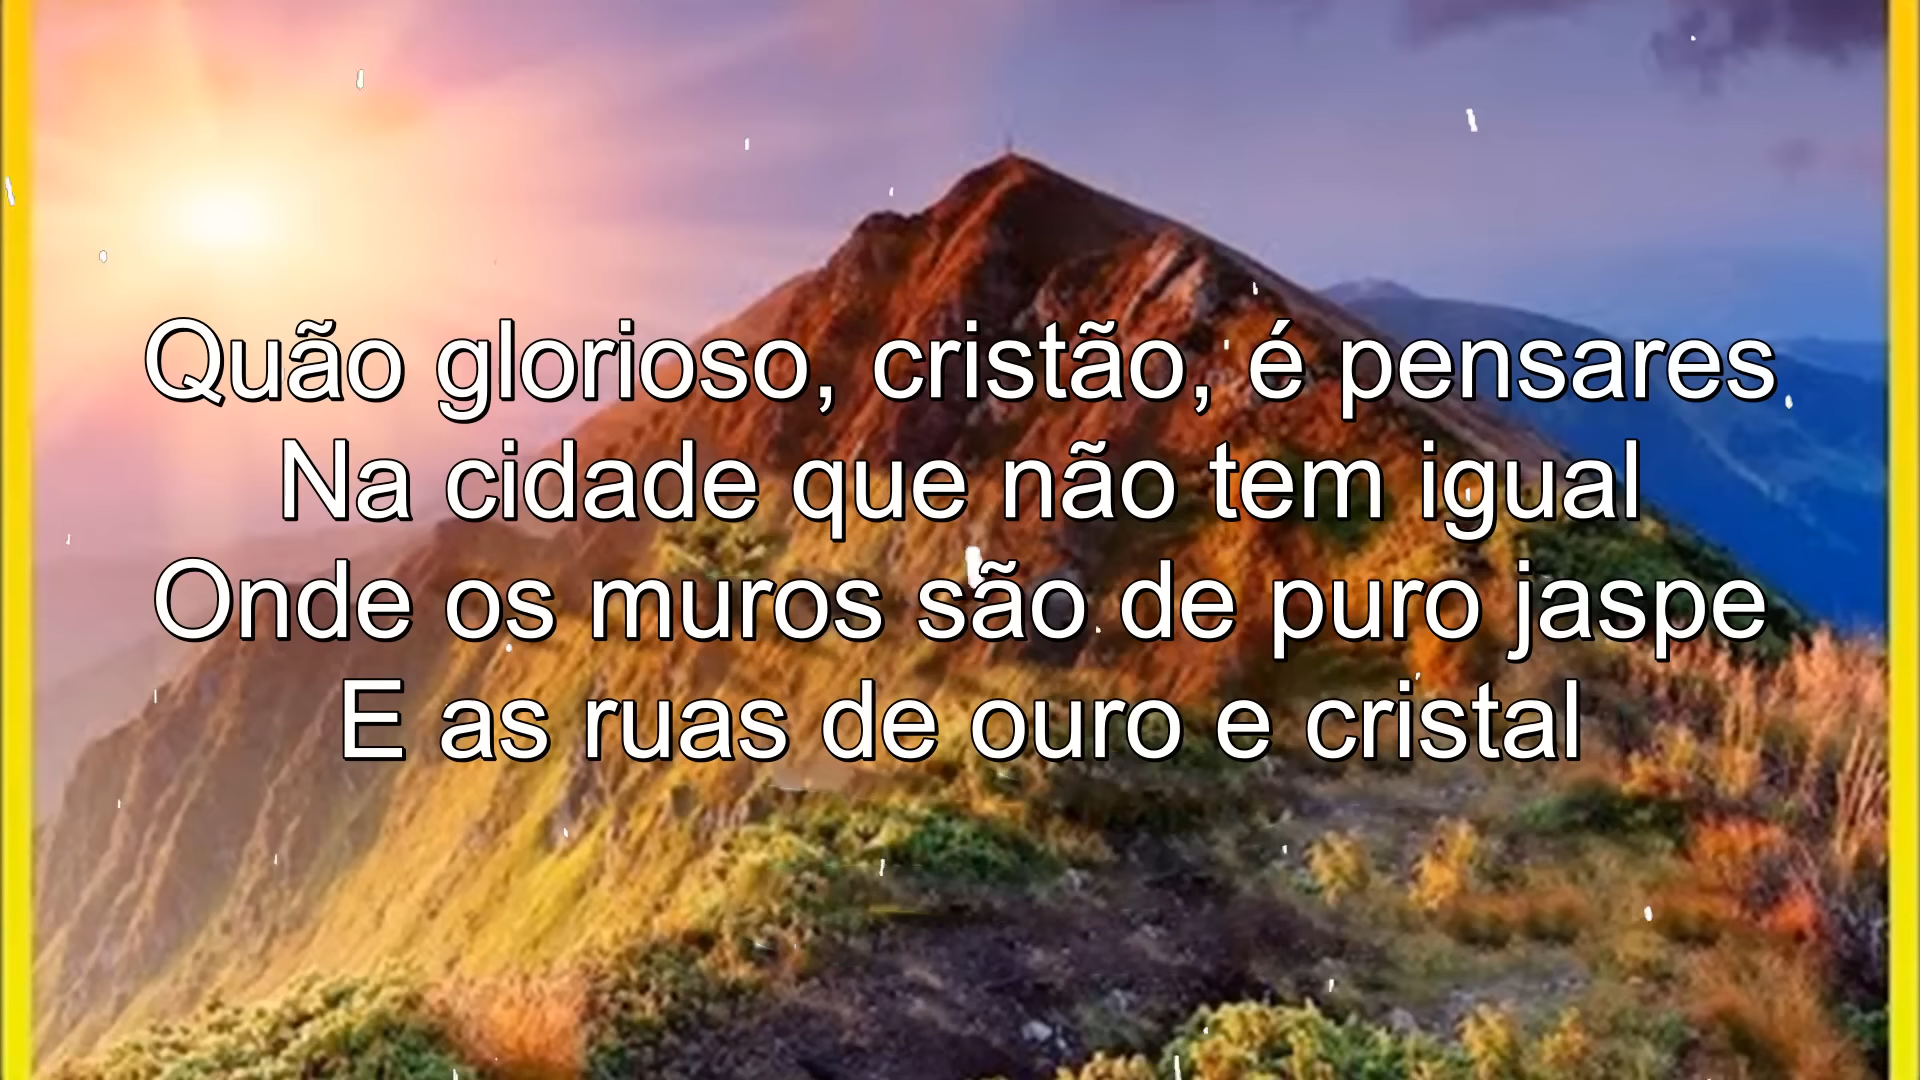 Quão glorioso, cristão, é pensares
Na cidade que não tem igual
Onde os muros são de puro jaspe
E as ruas de ouro e cristal